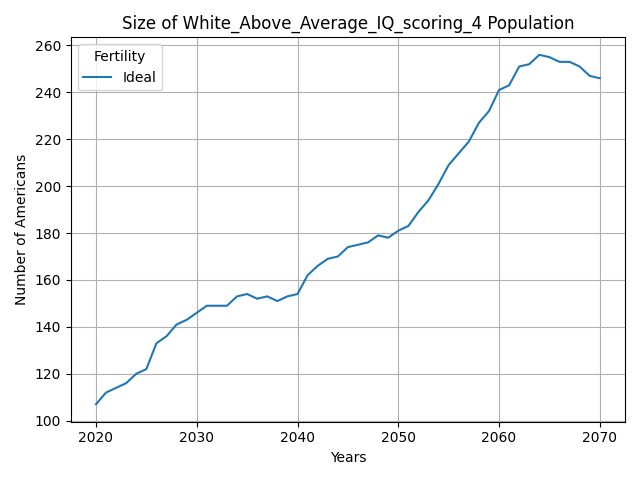 Size of White_Above_Average_IQ_scoring_4 Population
260
240
220
200
180
160
140
120
100
Fertility
Ideal
Number of Americans
2020 2030 2040 2050 2060 2070
Years